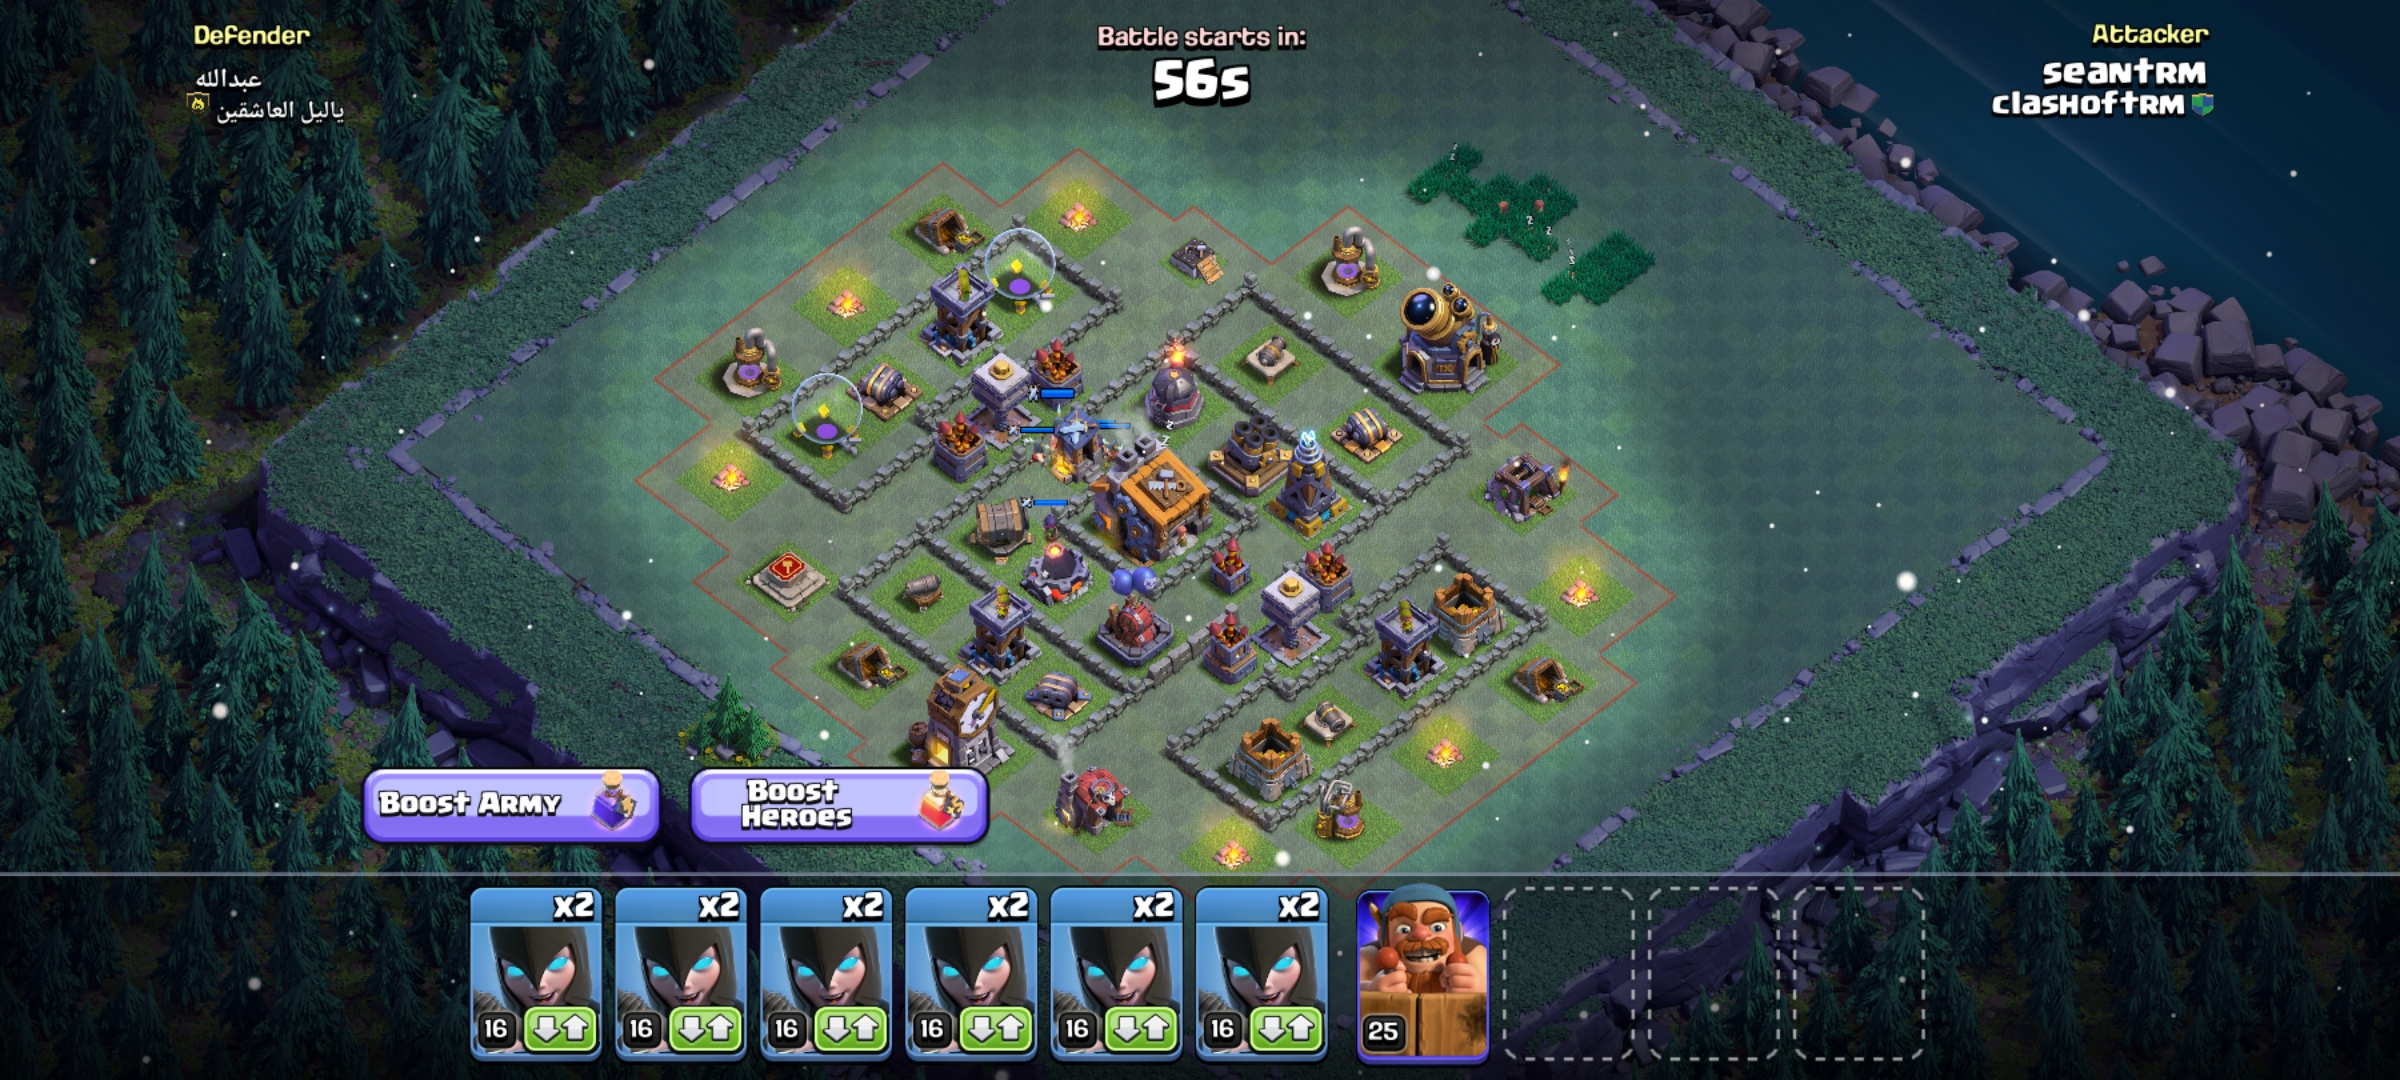 Defender
عبدالله
ياليل العاشقين
Battle starts in:
56s
Attacker
seantRM
clashoftRM
Boost Army
Boost
Heroes
x2
x2
x2
x2
x2
x2
16
16
16
16
16
16
25